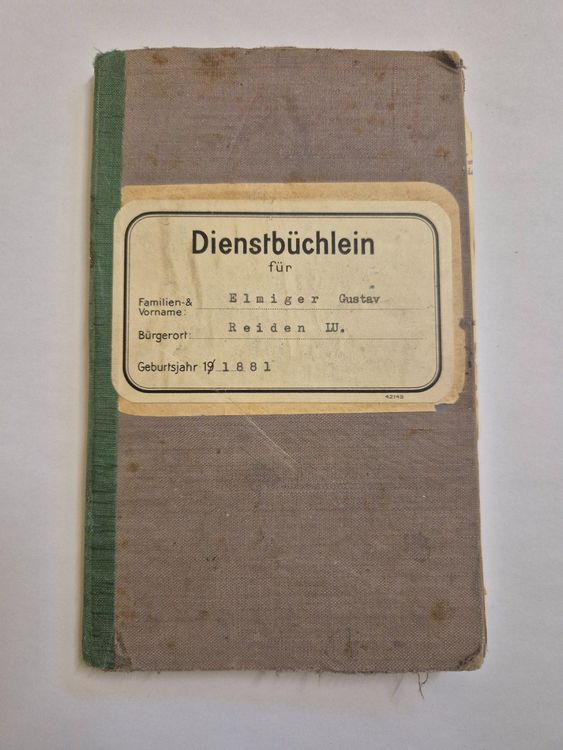 Dienstbüchlein
für
Familien-& Vorname: Elmiger Gustav
Bürgerort: Reiden LU.
Geburtsjahr 19 1881
42143